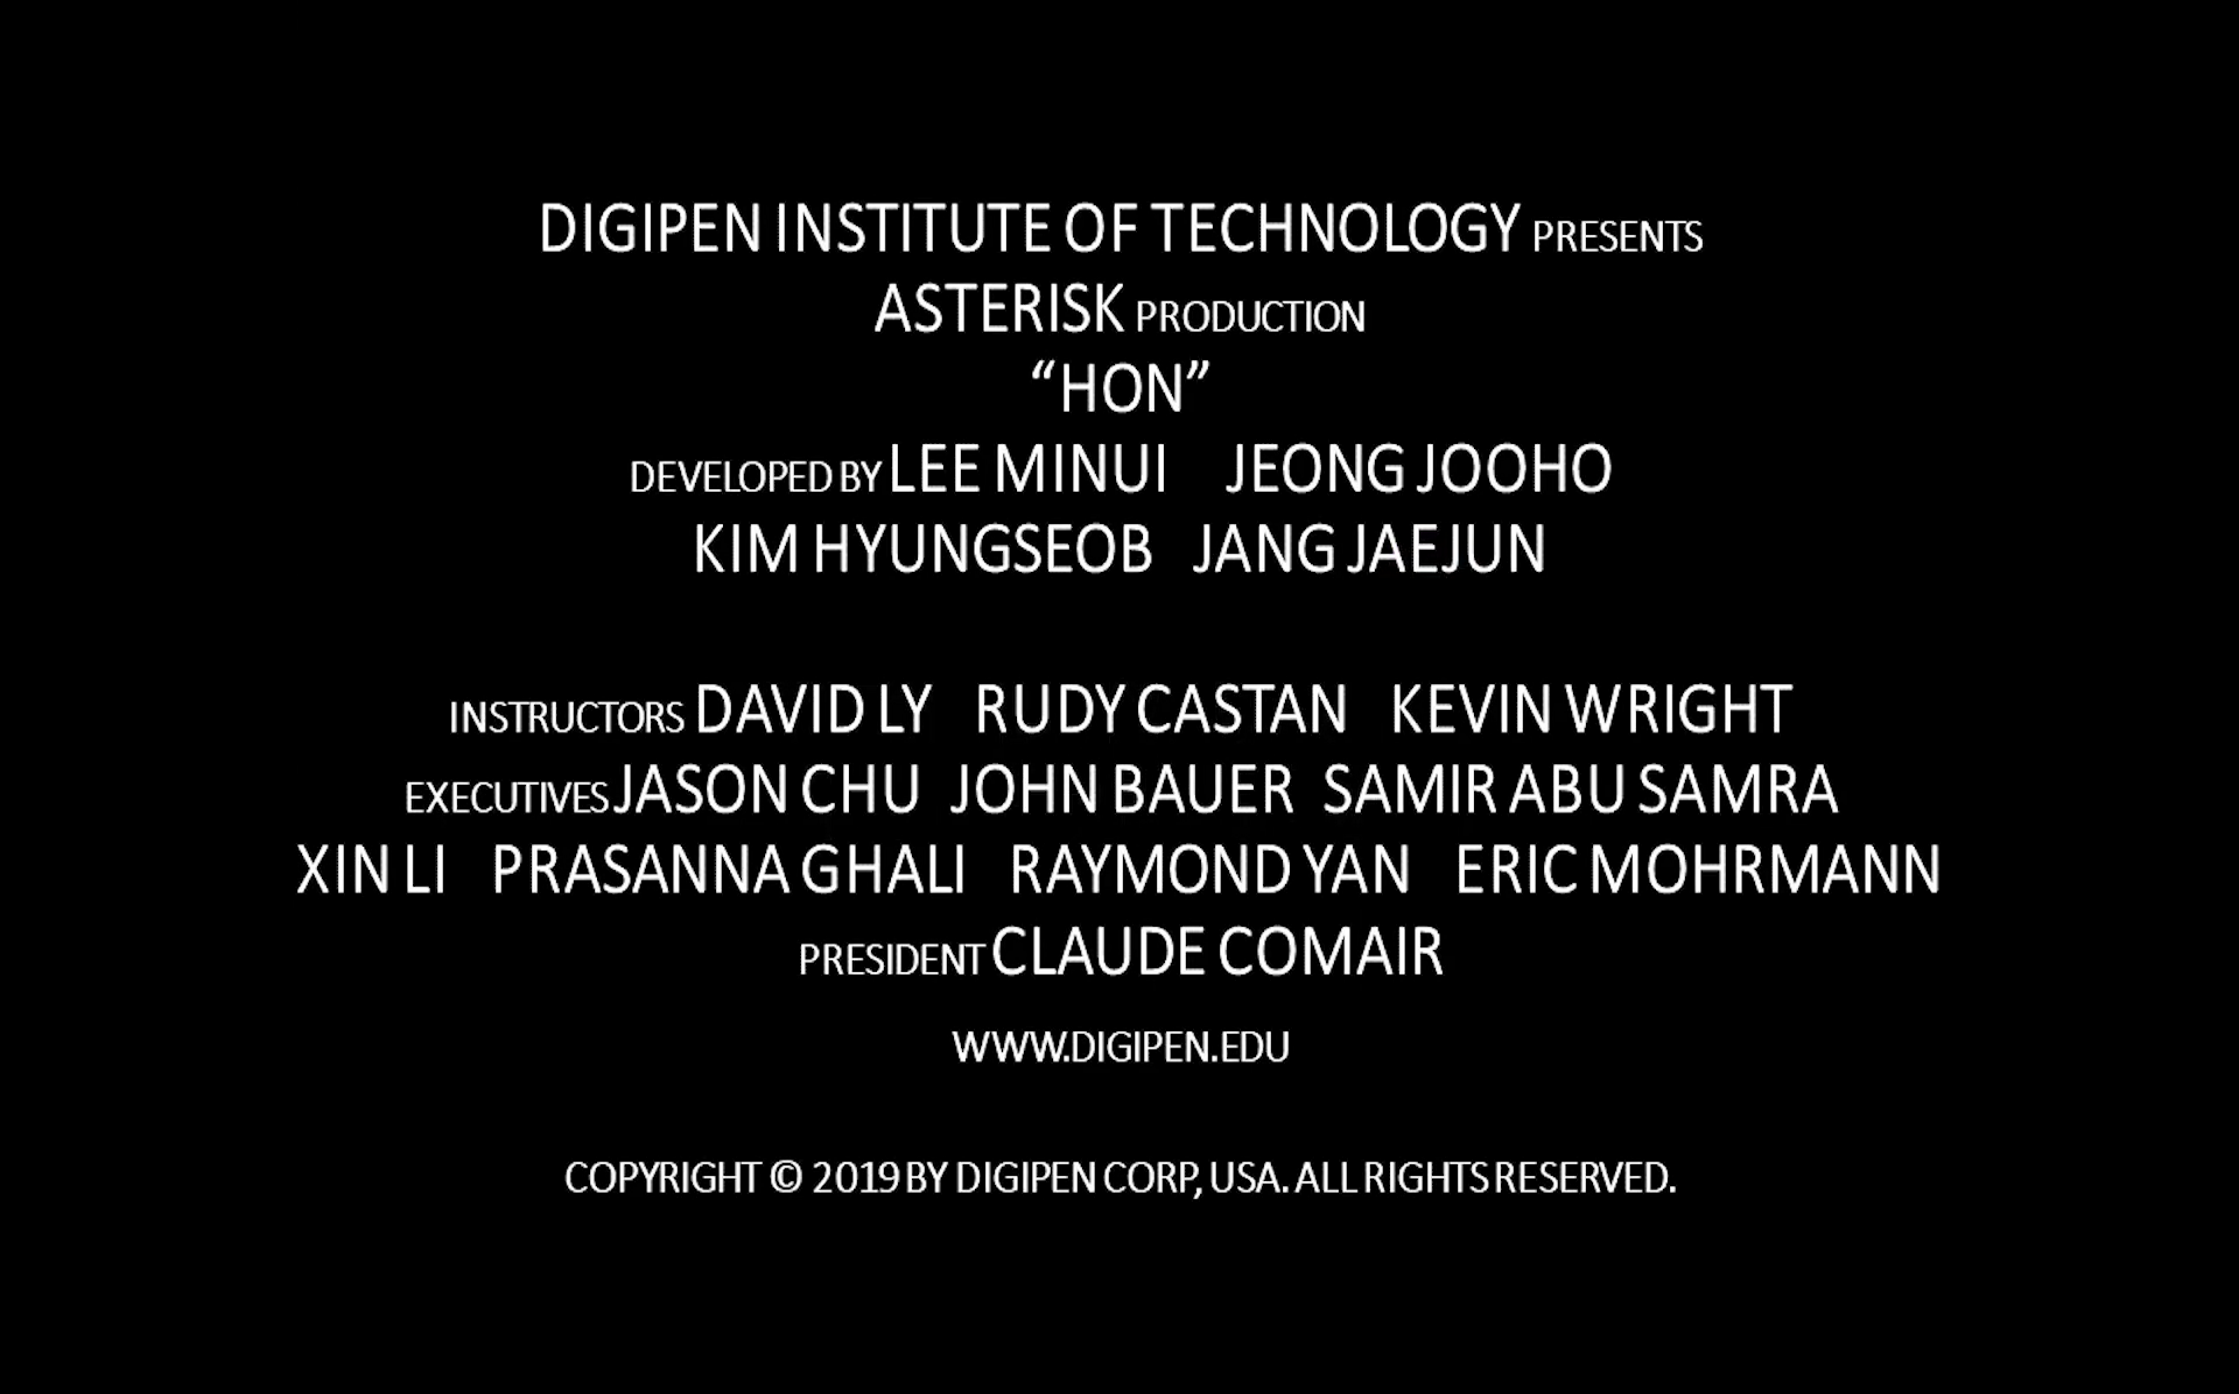 DIGIPEN INSTITUTE OF TECHNOLOGY PRESENTS
ASTERISK PRODUCTION
“HON”
DEVELOPED BY LEE MINUI JEONG JOOHO
KIM HYUNGSEOB JANG JAEJUN
INSTRUCTORS DAVID LY RUDY CASTAN KEVIN WRIGHT
EXECUTIVES JASON CHU JOHN BAUER SAMIR ABU SAMRA
XIN LI PRASANNA GHALI RAYMOND YAN ERIC MOHRMANN
PRESIDENT CLAUDE COMAIR
WWW.DIGIPEN.EDU
COPYRIGHT © 2019 BY DIGIPEN CORP, USA. ALL RIGHTS RESERVED.